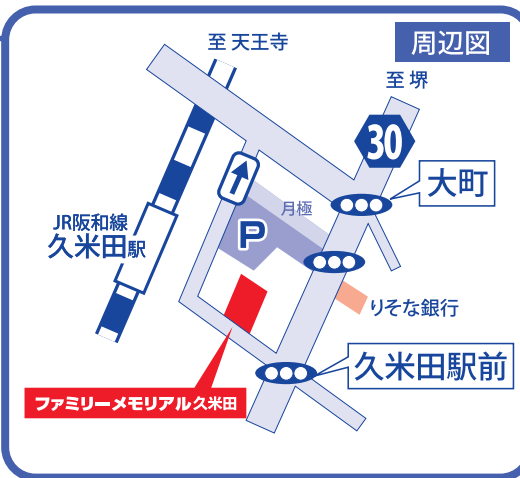 周辺図
至 天王寺
至 堺
30
大町
月極
P
JR阪和線
久米田駅
りそな銀行
久米田駅前
ファミリーメモリアル久米田